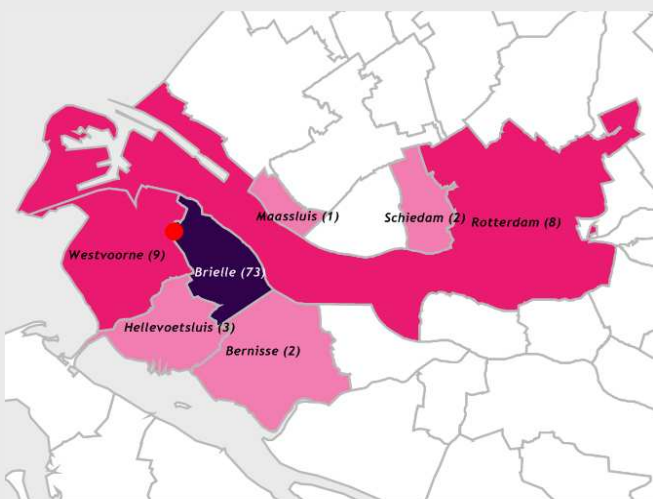 Maassluis (1)
Schiedam (2)
Rotterdam (8)
Westvoorne (9)
Brielle (73)
Hellevoetsluis (3)
Bernisse (2)